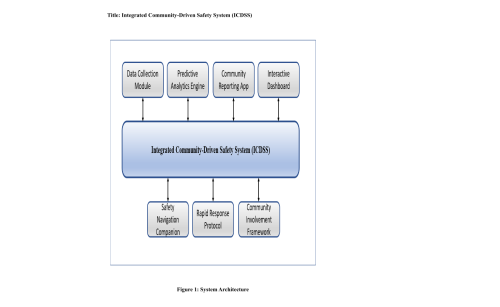 Title: Integrated Community-Driven Safety System (ICDSS)
Data Collection
Module
Predictive
Analytics Engine
Community
Reporting App
Interactive
Dashboard
Integrated Community-Driven Safety System (ICDSS)
Safety
Navigation
Companion
Rapid Response
Protocol
Community
Involvement
Framework
Figure 1: System Architecture